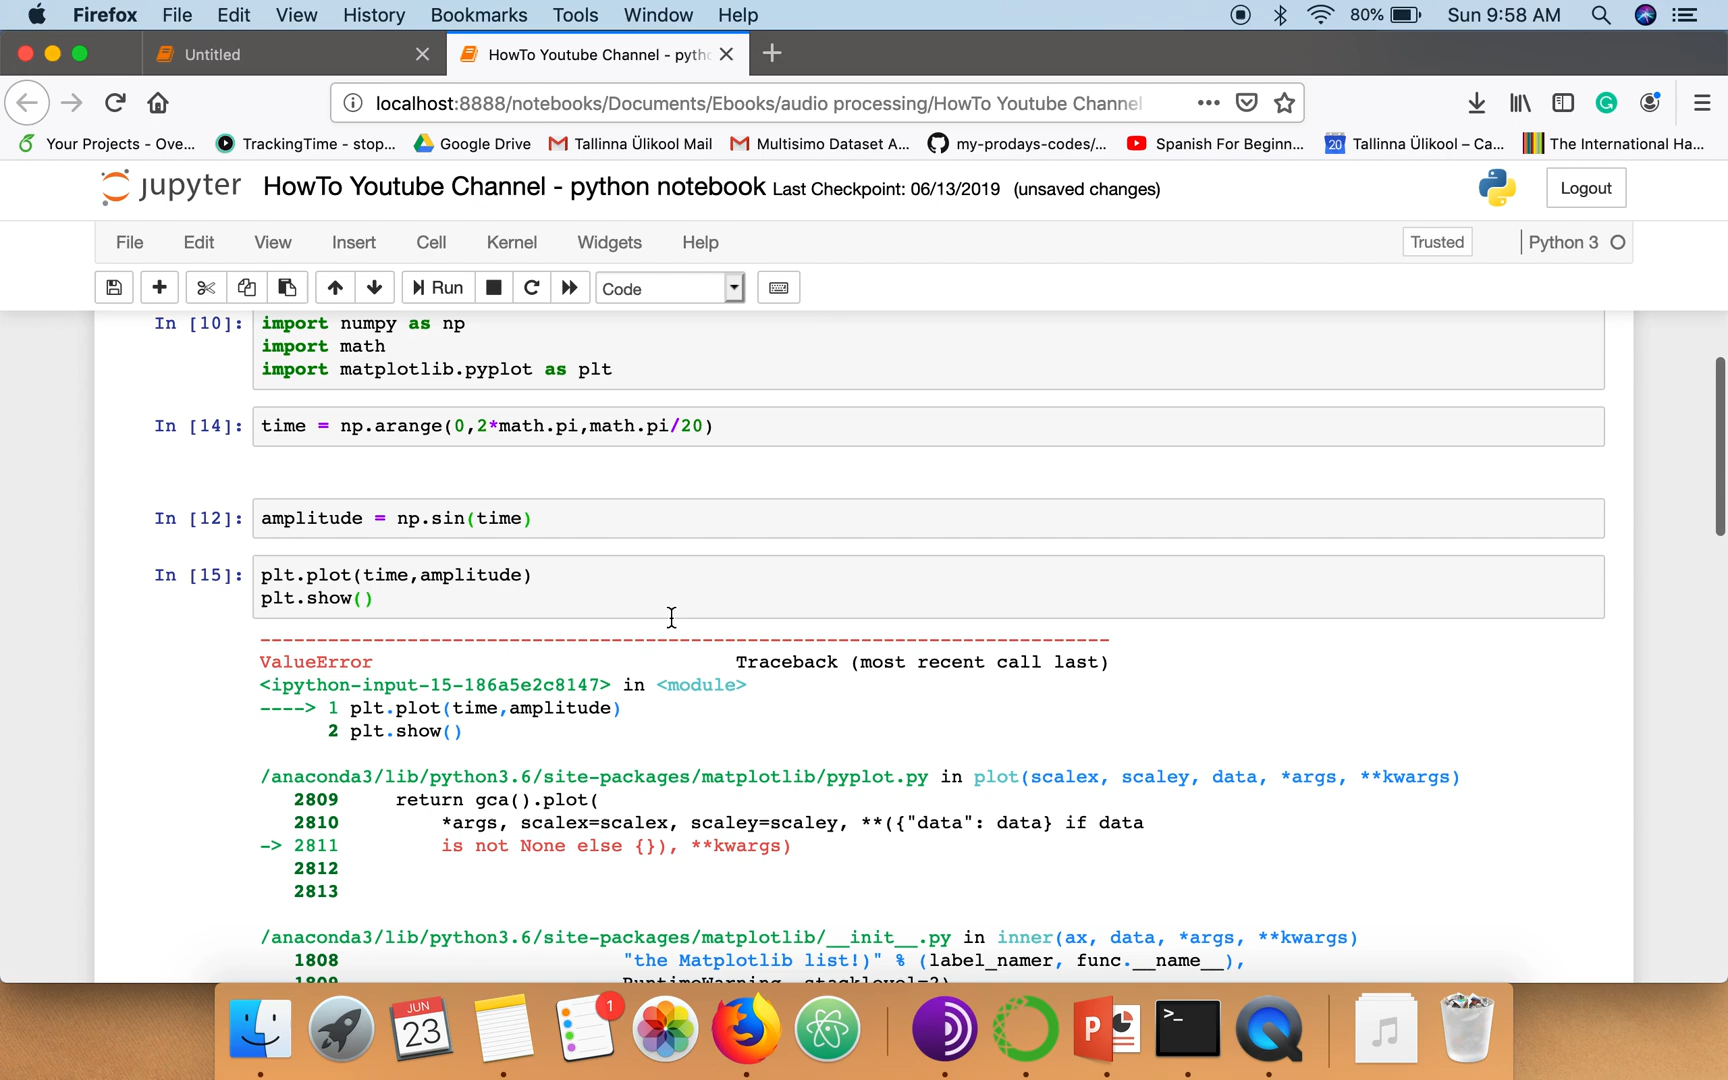 Firefox File Edit View History Bookmarks Tools Window Help 80% Sun 9:58 AM
Untitled HowTo Youtube Channel - pytho
localhost:8888/notebooks/Documents/Ebooks/audio processing/HowTo Youtube Channel
Your Projects - Ove... TrackingTime - stop... Google Drive Tallinna Ülikool Mail Multisimo Dataset A... my-prodays-codes/... Spanish For Beginn... 20 Tallinna Ülikool – Ca... The International Ha...
jupyter HowTo Youtube Channel - python notebook Last Checkpoint: 06/13/2019 (unsaved changes) Logout
File Edit View Insert Cell Kernel Widgets Help Trusted Python 3
Run Code
In [10]: import numpy as np
import math
import matplotlib.pyplot as plt
In [14]: time = np.arange(0,2*math.pi,math.pi/20)
In [12]: amplitude = np.sin(time)
In [15]: plt.plot(time,amplitude)
plt.show()
---------------------------------------------------------------------------
ValueError Traceback (most recent call last)
<ipython-input-15-186a5e2c8147> in <module>
----> 1 plt.plot(time,amplitude)
2 plt.show()
/anaconda3/lib/python3.6/site-packages/matplotlib/pyplot.py in plot(scalex, scaley, data, *args, **kwargs)
2809 return gca().plot(
2810 *args, scalex=scalex, scaley=scaley, **({"data": data} if data
-> 2811 is not None else {}), **kwargs)
2812
2813
/anaconda3/lib/python3.6/site-packages/matplotlib/__init__.py in inner(ax, data, *args, **kwargs)
1808 "the Matplotlib list!)" % (label_namer, func.__name__),
1809 RuntimeWarning, stacklevel=2)
JUN
23
1
P
>_